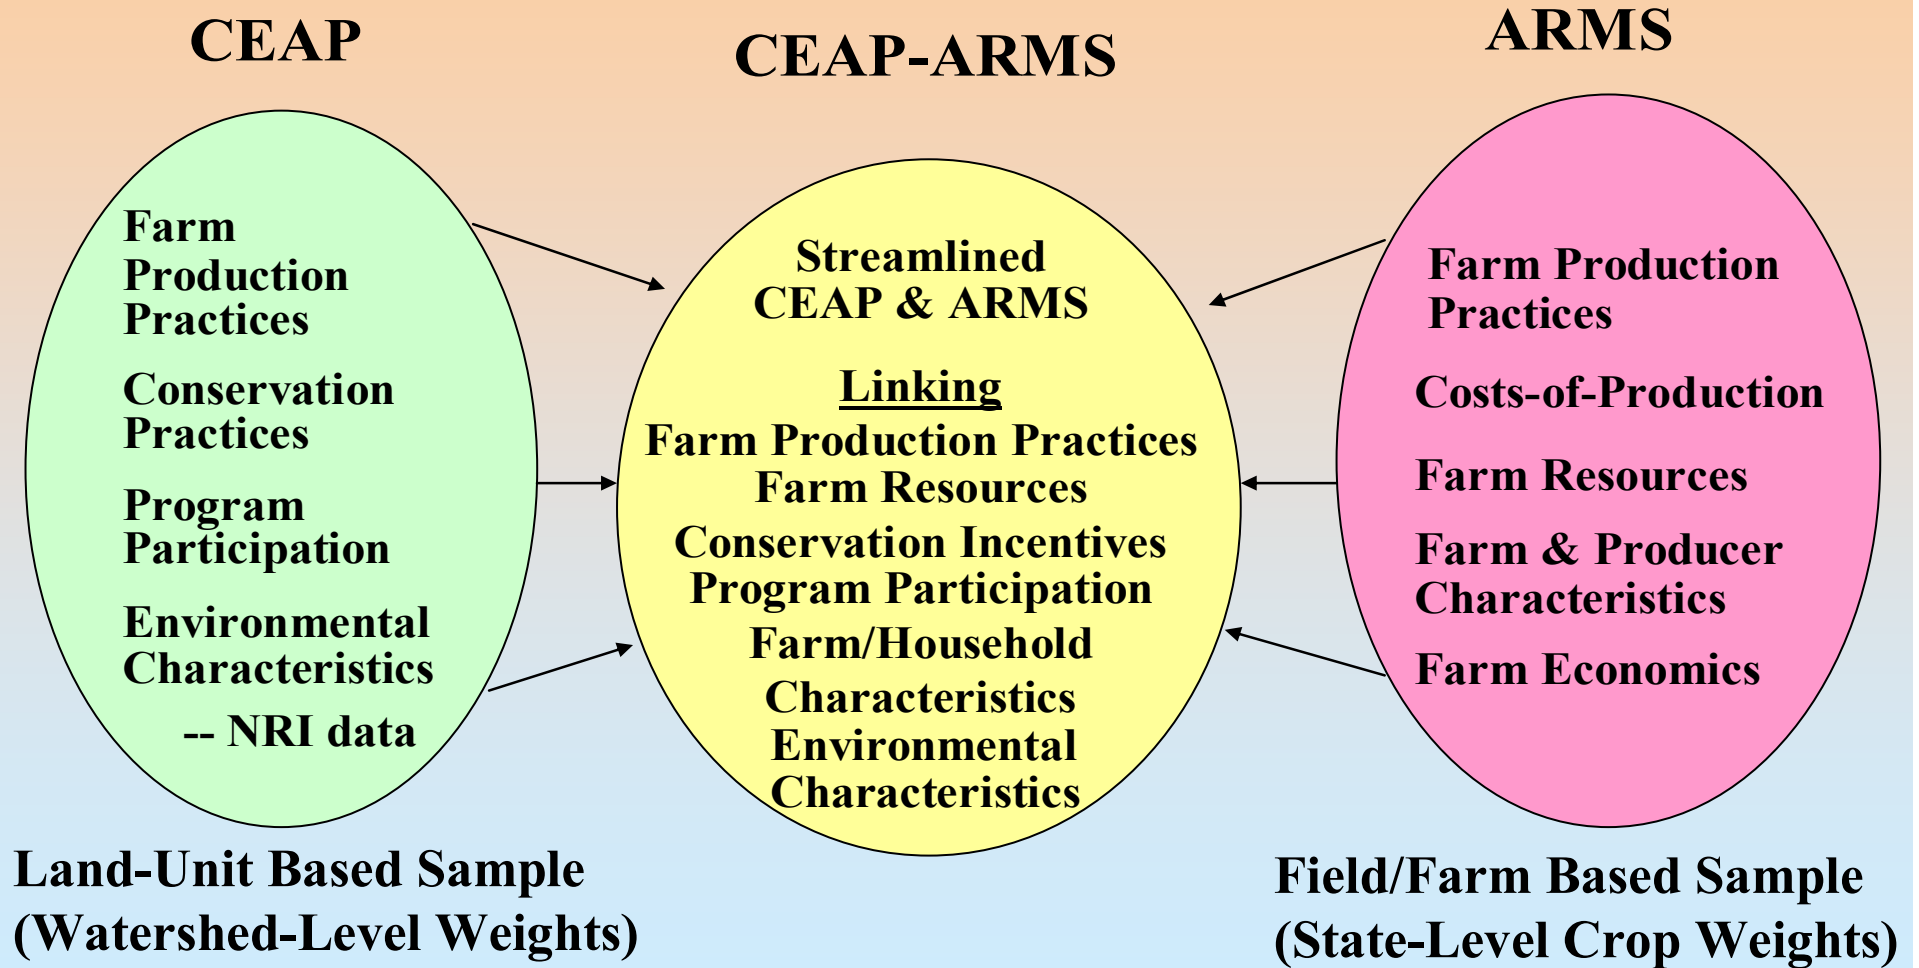 CEAP
CEAP-ARMS
ARMS
Farm
Production
Practices
Conservation
Practices
Program
Participation
Environmental
Characteristics
-- NRI data
Streamlined
CEAP & ARMS
Linking
Farm Production Practices
Farm Resources
Conservation Incentives
Program Participation
Farm/Household
Characteristics
Environmental
Characteristics
Farm Production
Practices
Costs-of-Production
Farm Resources
Farm & Producer
Characteristics
Farm Economics
Land-Unit Based Sample
(Watershed-Level Weights)
Field/Farm Based Sample
(State-Level Crop Weights)